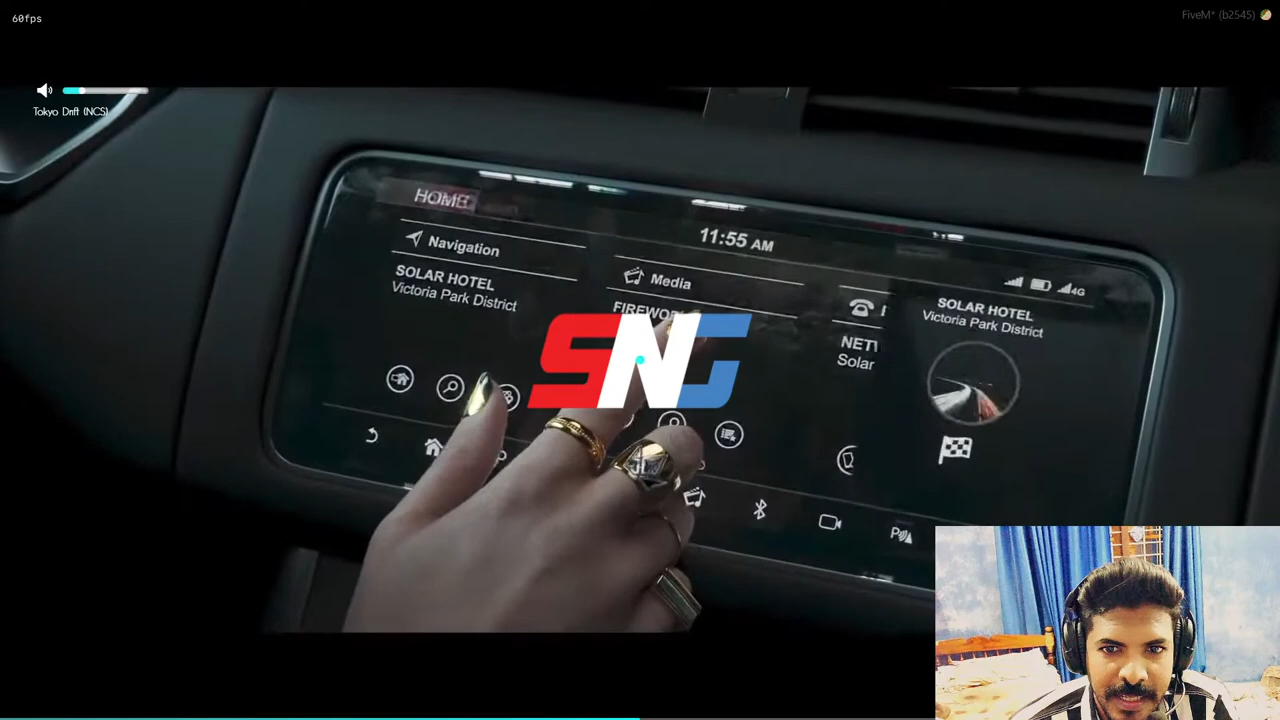 60fps
FiveM* (b2545)
Tokyo Drift (NCS)
HOME
11:55 AM
Navigation
SOLAR HOTEL
Victoria Park District
Media
4G
SOLAR HOTEL
Victoria Park District
Solar
SNG